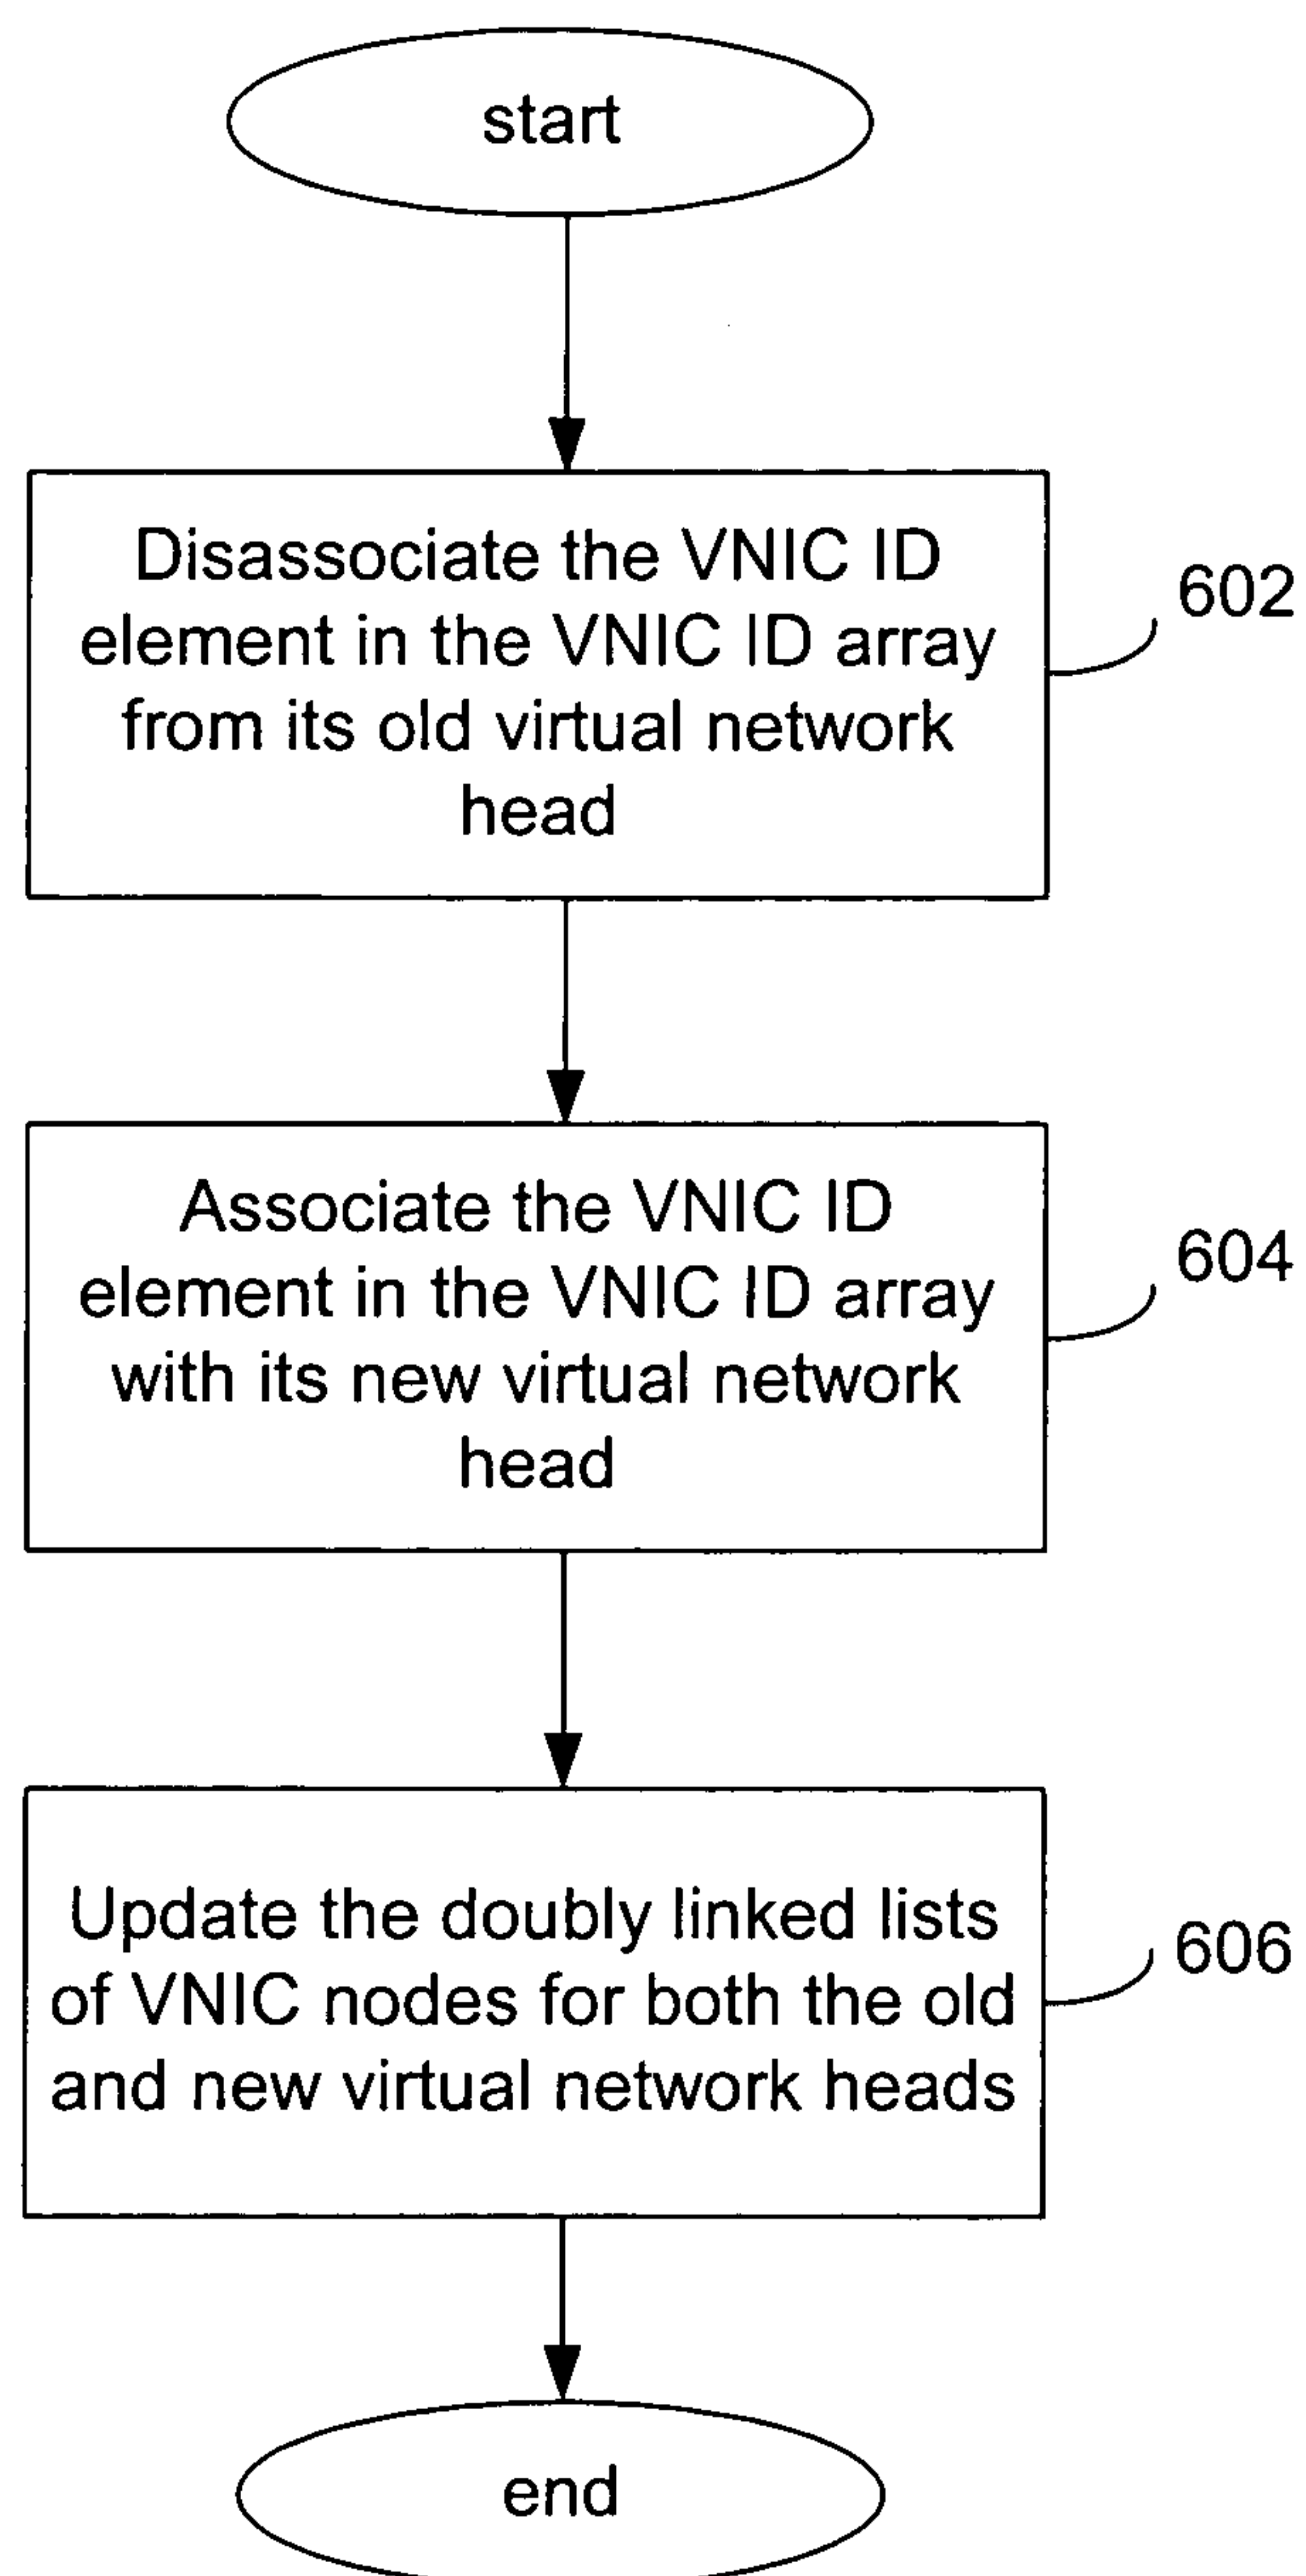 start
Disassociate the VNIC ID
element in the VNIC ID array
from its old virtual network
head
602
Associate the VNIC ID
element in the VNIC ID array
with its new virtual network
head
604
Update the doubly linked lists
of VNIC nodes for both the old
and new virtual network heads
606
end